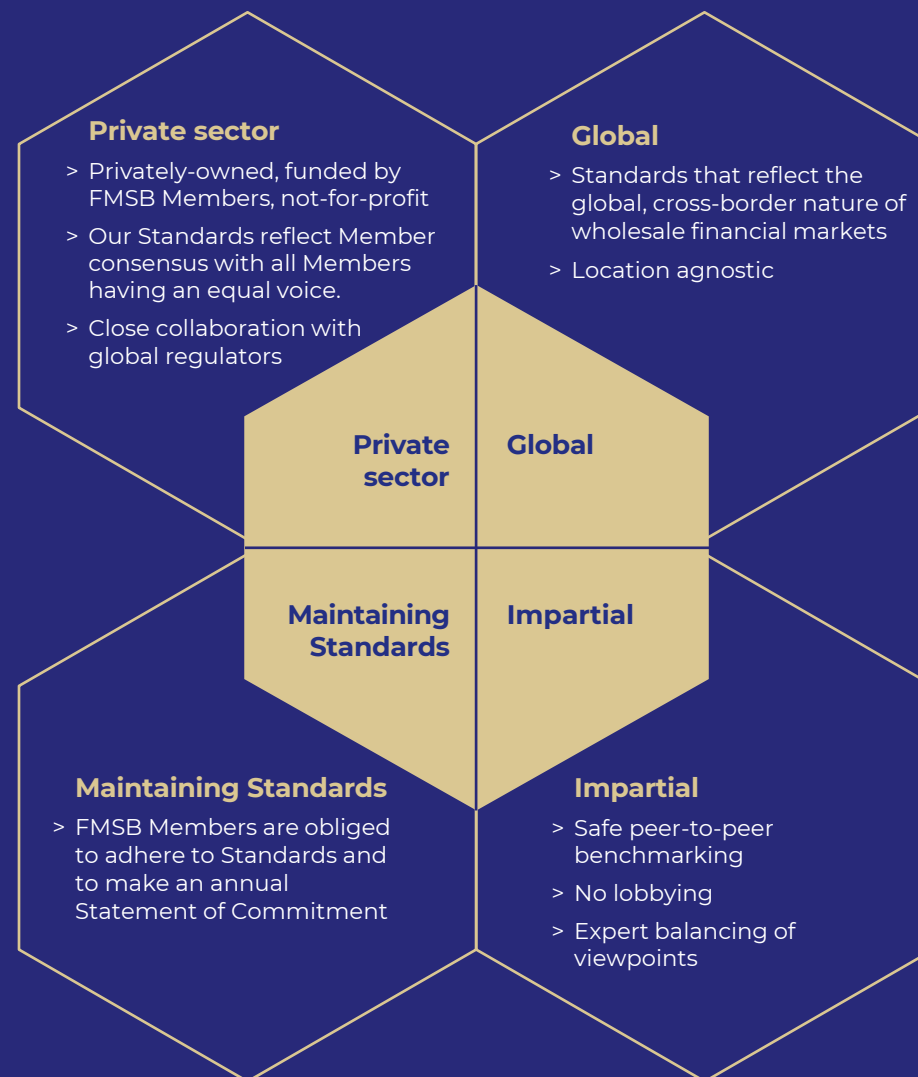 Private sector
> Privately-owned, funded by
FMSB Members, not-for-profit
> Our Standards reflect Member
consensus with all Members
having an equal voice.
> Close collaboration with
global regulators
Global
> Standards that reflect the
global, cross-border nature of
wholesale financial markets
> Location agnostic
Private
sector
Global
Maintaining
Standards
Impartial
Maintaining Standards
> FMSB Members are obliged
to adhere to Standards and
to make an annual
Statement of Commitment
Impartial
> Safe peer-to-peer
benchmarking
> No lobbying
> Expert balancing of
viewpoints